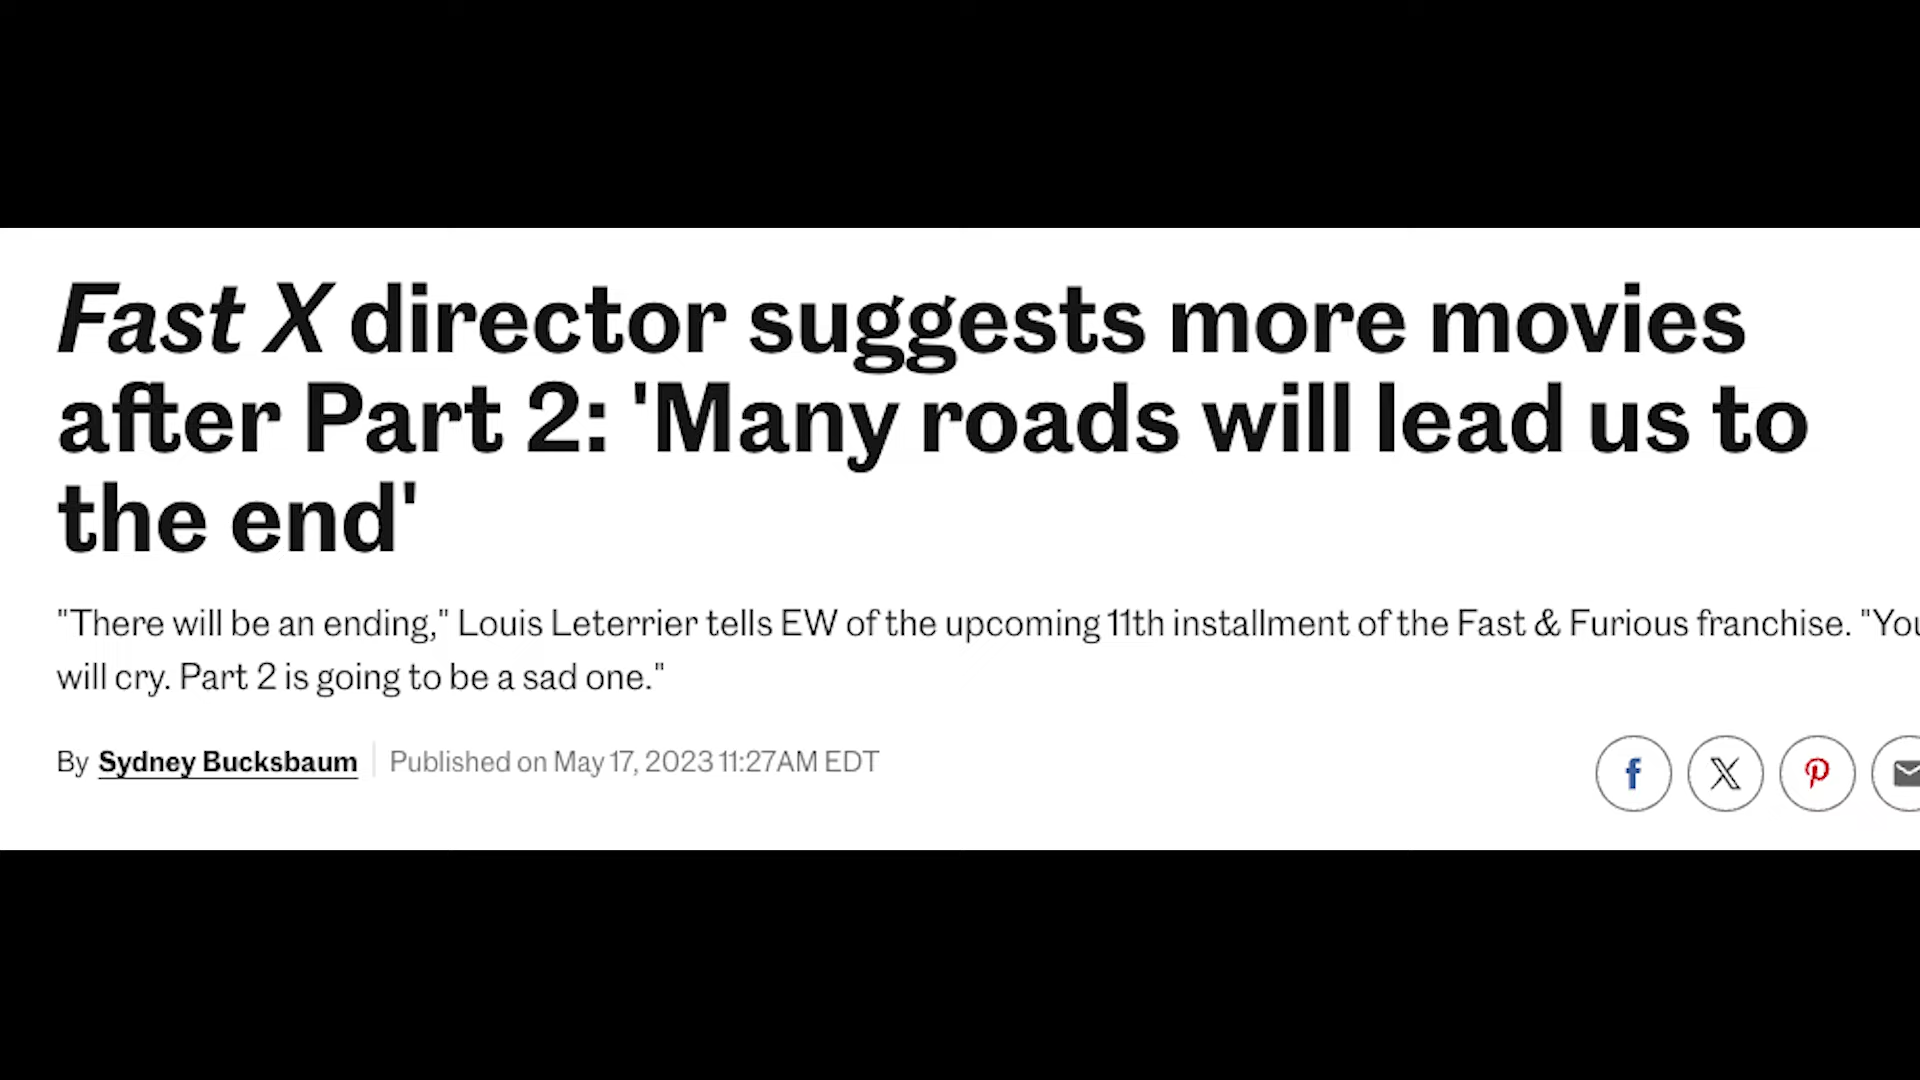 Fast X director suggests more movies
after Part 2: 'Many roads will lead us to
the end'
"There will be an ending," Louis Leterrier tells EW of the upcoming 11th installment of the Fast & Furious franchise. "You
will cry. Part 2 is going to be a sad one."
By Sydney Bucksbaum Published on May 17, 2023 11:27AM EDT